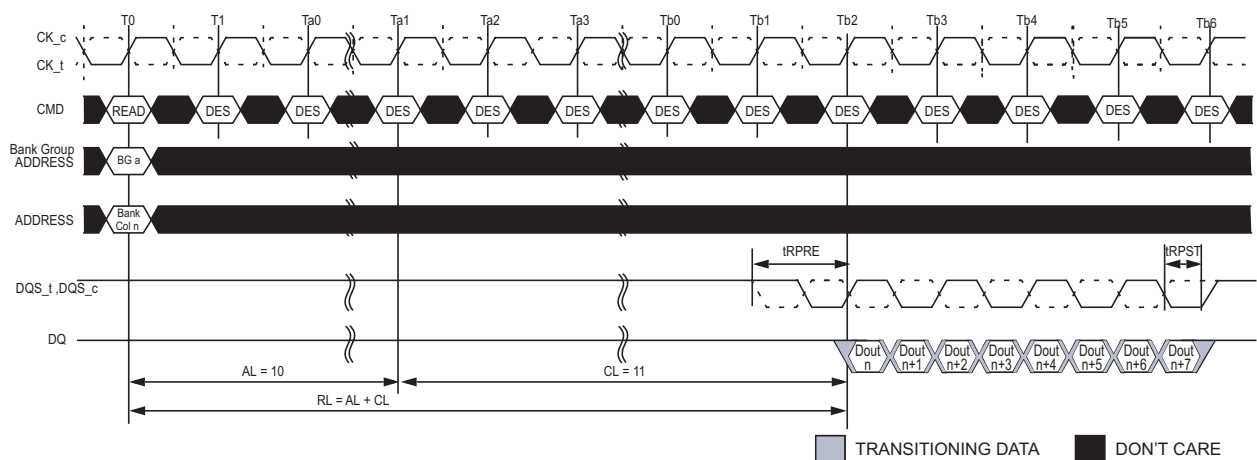 T0 T1 Ta0 Ta1 Ta2 Ta3 Tb0 Tb1 Tb2 Tb3 Tb4 Tb5 Tb6
CK_c
CK_t
CMD READ DES DES DES DES DES DES DES DES DES DES DES DES
Bank Group
ADDRESS BG a
ADDRESS Bank
Col n
tRPRE tRPST
DQS_t ,DQS_c
DQ Dout n Dout n+1 Dout n+2 Dout n+3 Dout n+4 Dout n+5 Dout n+6 Dout n+7
AL = 10 CL = 11
RL = AL + CL
TRANSITIONING DATA DON'T CARE